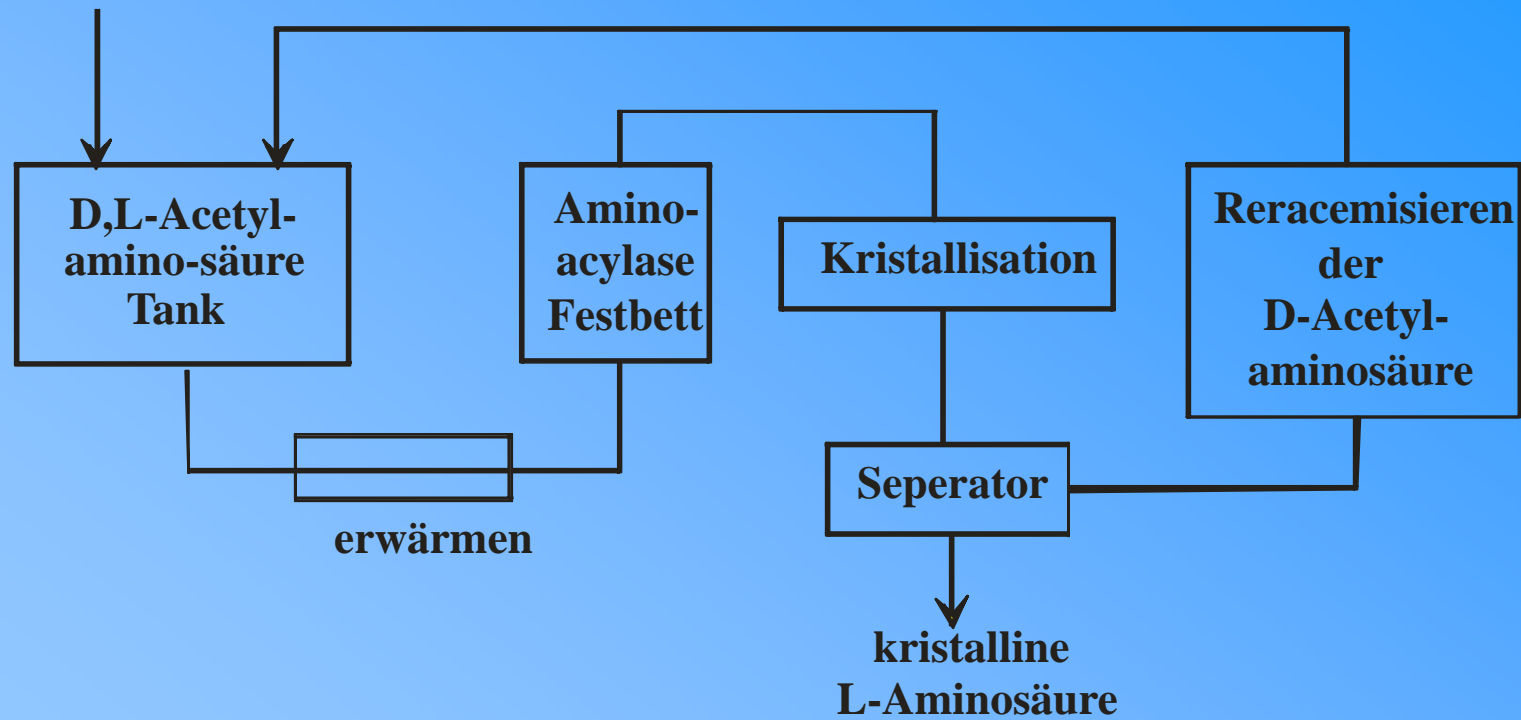 D,L-Acetyl-
amino-säure
Tank
Amino-
acylase
Festbett
Kristallisation
Reracemisieren
der
D-Acetyl-
aminosäure
erwärmen
Seperator
kristalline
L-Aminosäure